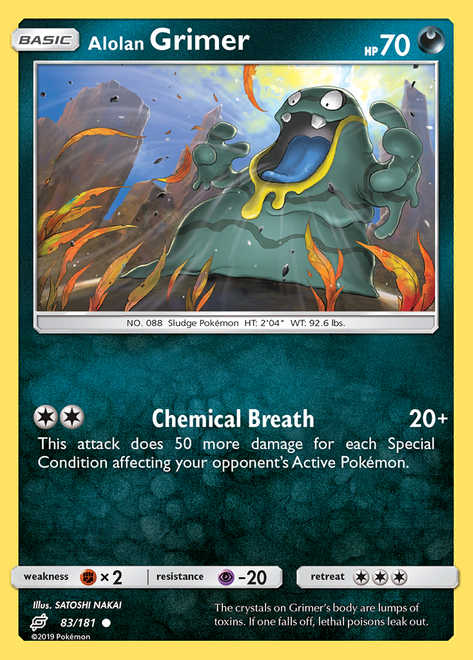 BASIC Alolan Grimer HP 70
NO. 088 Sludge Pokémon HT: 2'04" WT: 92.6 lbs.
Chemical Breath 20+
This attack does 50 more damage for each Special
Condition affecting your opponent's Active Pokémon.
weakness × 2 resistance -20 retreat
Illus. SATOSHI NAKAI
83/181
©2019 Pokémon
The crystals on Grimer's body are lumps of
toxins. If one falls off, lethal poisons leak out.